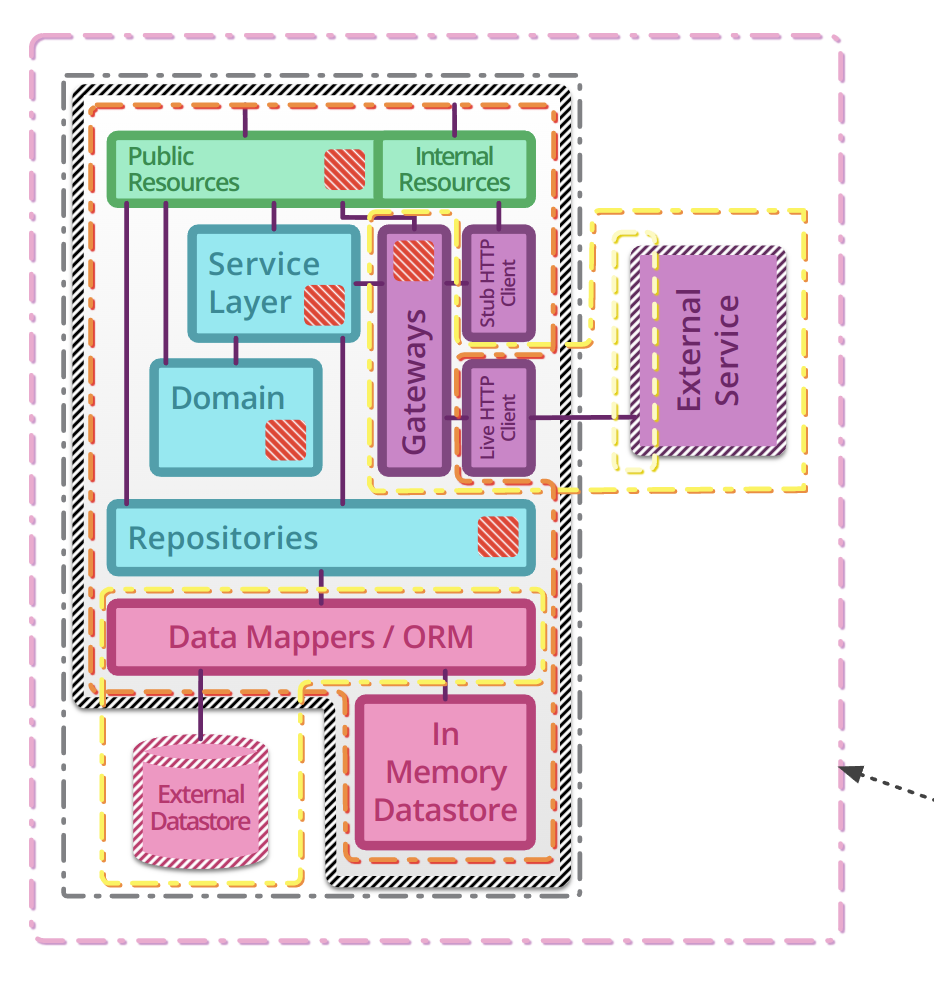 Public
Resources
Internal
Resources
Service
Layer
Gateways
Stub HTTP
Client
External
Service
Domain
Live HTTP
Client
Repositories
Data Mappers / ORM
In
Memory
Datastore
External
Datastore